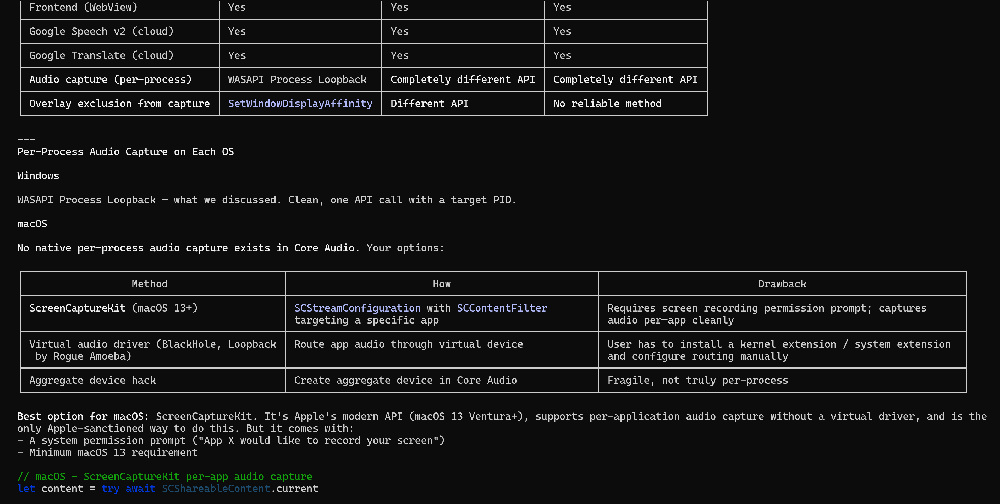 Frontend (WebView) Yes Yes Yes
Google Speech v2 (cloud) Yes Yes Yes
Google Translate (cloud) Yes Yes Yes
Audio capture (per-process) WASAPI Process Loopback Completely different API Completely different API
Overlay exclusion from capture SetWindowDisplayAffinity Different API No reliable method
---
Per-Process Audio Capture on Each OS
Windows
WASAPI Process Loopback — what we discussed. Clean, one API call with a target PID.
macOS
No native per-process audio capture exists in Core Audio. Your options:
Method How Drawback
ScreenCaptureKit (macOS 13+) SCStreamConfiguration with SCContentFilter Requires screen recording permission prompt; captures
targeting a specific app audio per-app cleanly
Virtual audio driver (BlackHole, Loopback Route app audio through virtual device User has to install a kernel extension / system extension
by Rogue Amoeba) and configure routing manually
Aggregate device hack Create aggregate device in Core Audio Fragile, not truly per-process
Best option for macOS: ScreenCaptureKit. It's Apple's modern API (macOS 13 Ventura+), supports per-application audio capture without a virtual driver, and is the
only Apple-sanctioned way to do this. But it comes with:
- A system permission prompt ("App X would like to record your screen")
- Minimum macOS 13 requirement
// macOS - ScreenCaptureKit per-app audio capture
let content = try await SCShareableContent.current